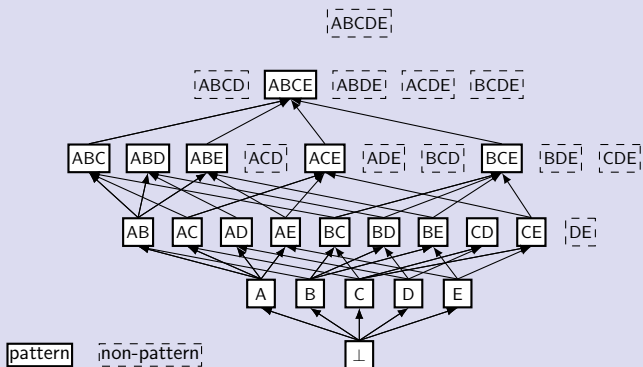 ABCDE
ABCD ABCE ABDE ACDE BCDE
ABC ABD ABE ACD ACE ADE BCD BCE BDE CDE
AB AC AD AE BC BD BE CD CE DE
A B C D E
pattern non-pattern ⊥